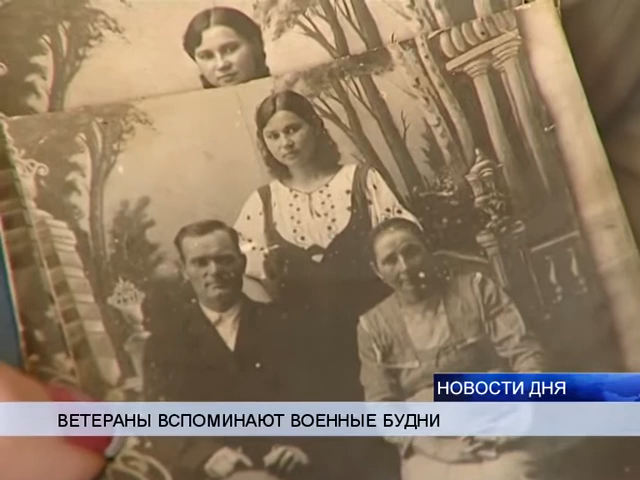 НОВОСТИ ДНЯ
ВЕТЕРАНЫ ВСПОМИНАЮТ ВОЕННЫЕ БУДНИ